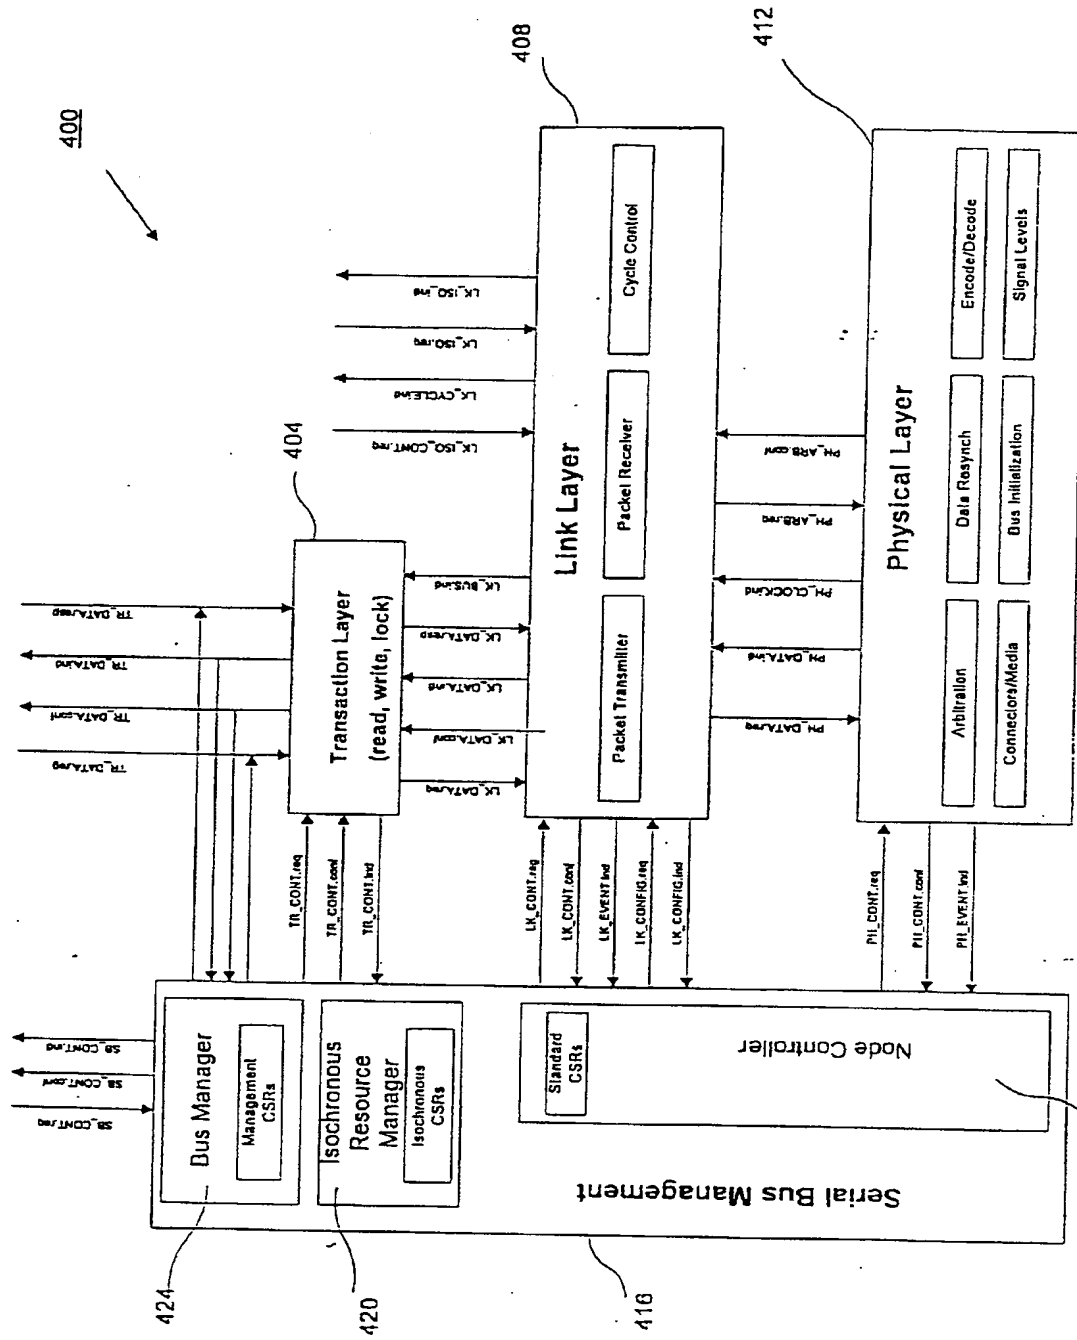 400
SB_CONT.req
SB_CONT.conf
SB_CONT.ind
TR_DATA.req
TR_DATA.conf
TR_DATA.ind
TR_DATA.resp
424
Bus Manager
Management
CSRs
420
Isochronous
Resource
Manager
Isochronous
CSRs
416
Serial Bus Management
Standard
CSRs
Node Controller
TR_CONT.req
TR_CONT.conf
TR_CONT.ind
404
Transaction Layer
(read, write, lock)
LK_DATA.req
LK_DATA.conf
LK_DATA.ind
LK_DATA.resp
LK_BUS.ind
LK_ISO_CONT.req
LK_CYCLE.ind
LK_ISO.req
LK_ISO_ind
LK_CONT.req
LK_CONT.conf
LK_EVENT.ind
LK_CONFIG.req
LK_CONFIG.ind
408
Link Layer
Packet Transmitter
Packet Receiver
Cycle Control
PH_DATA.req
PH_DATA.ind
PH_CLOCK.ind
PH_ARB.req
PH_ARB.conf
PH_CONT.req
PH_CONT.conf
PH_EVENT.ind
412
Physical Layer
Arbitration
Data Resynch
Encode/Decode
Connectors/Media
Bus Initialization
Signal Levels